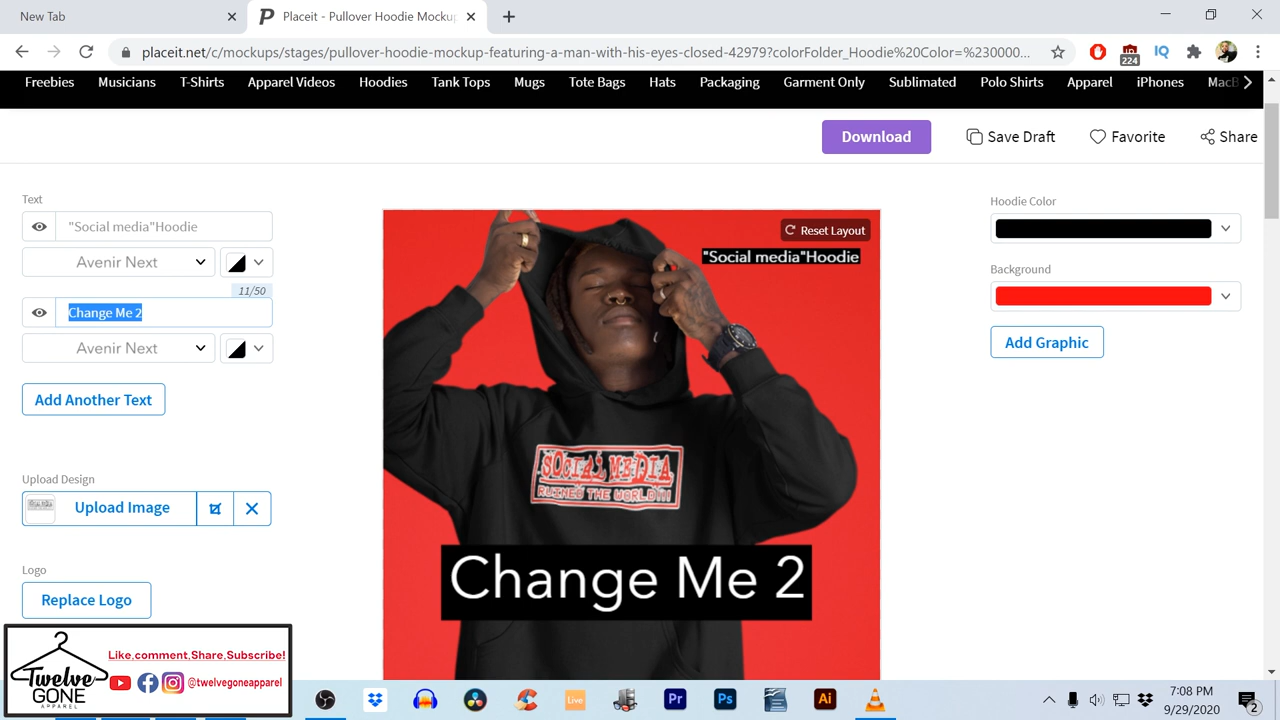 New Tab
Placeit - Pullover Hoodie Mockup
placeit.net/c/mockups/stages/pullover-hoodie-mockup-featuring-a-man-with-his-eyes-closed-42979?colorFolder_Hoodie%20Color=%230000...
224
IQ
Freebies
Musicians
T-Shirts
Apparel Videos
Hoodies
Tank Tops
Mugs
Tote Bags
Hats
Packaging
Garment Only
Sublimated
Polo Shirts
Apparel
iPhones
MacB
Download
Save Draft
Favorite
Share
Text
"Social media"Hoodie
Avenir Next
11/50
Change Me 2
Avenir Next
Add Another Text
Upload Design
Upload Image
Logo
Replace Logo
Reset Layout
"Social media"Hoodie
SOCIAL MEDIA
RUINED THE WORLD!!!
Change Me 2
Hoodie Color
Background
Add Graphic
Twelve
GONE
APPAREL
Like,comment,Share,Subscribe!
@twelvegoneapparel
Live
Pr
Ps
Ai
7:08 PM
9/29/2020
2